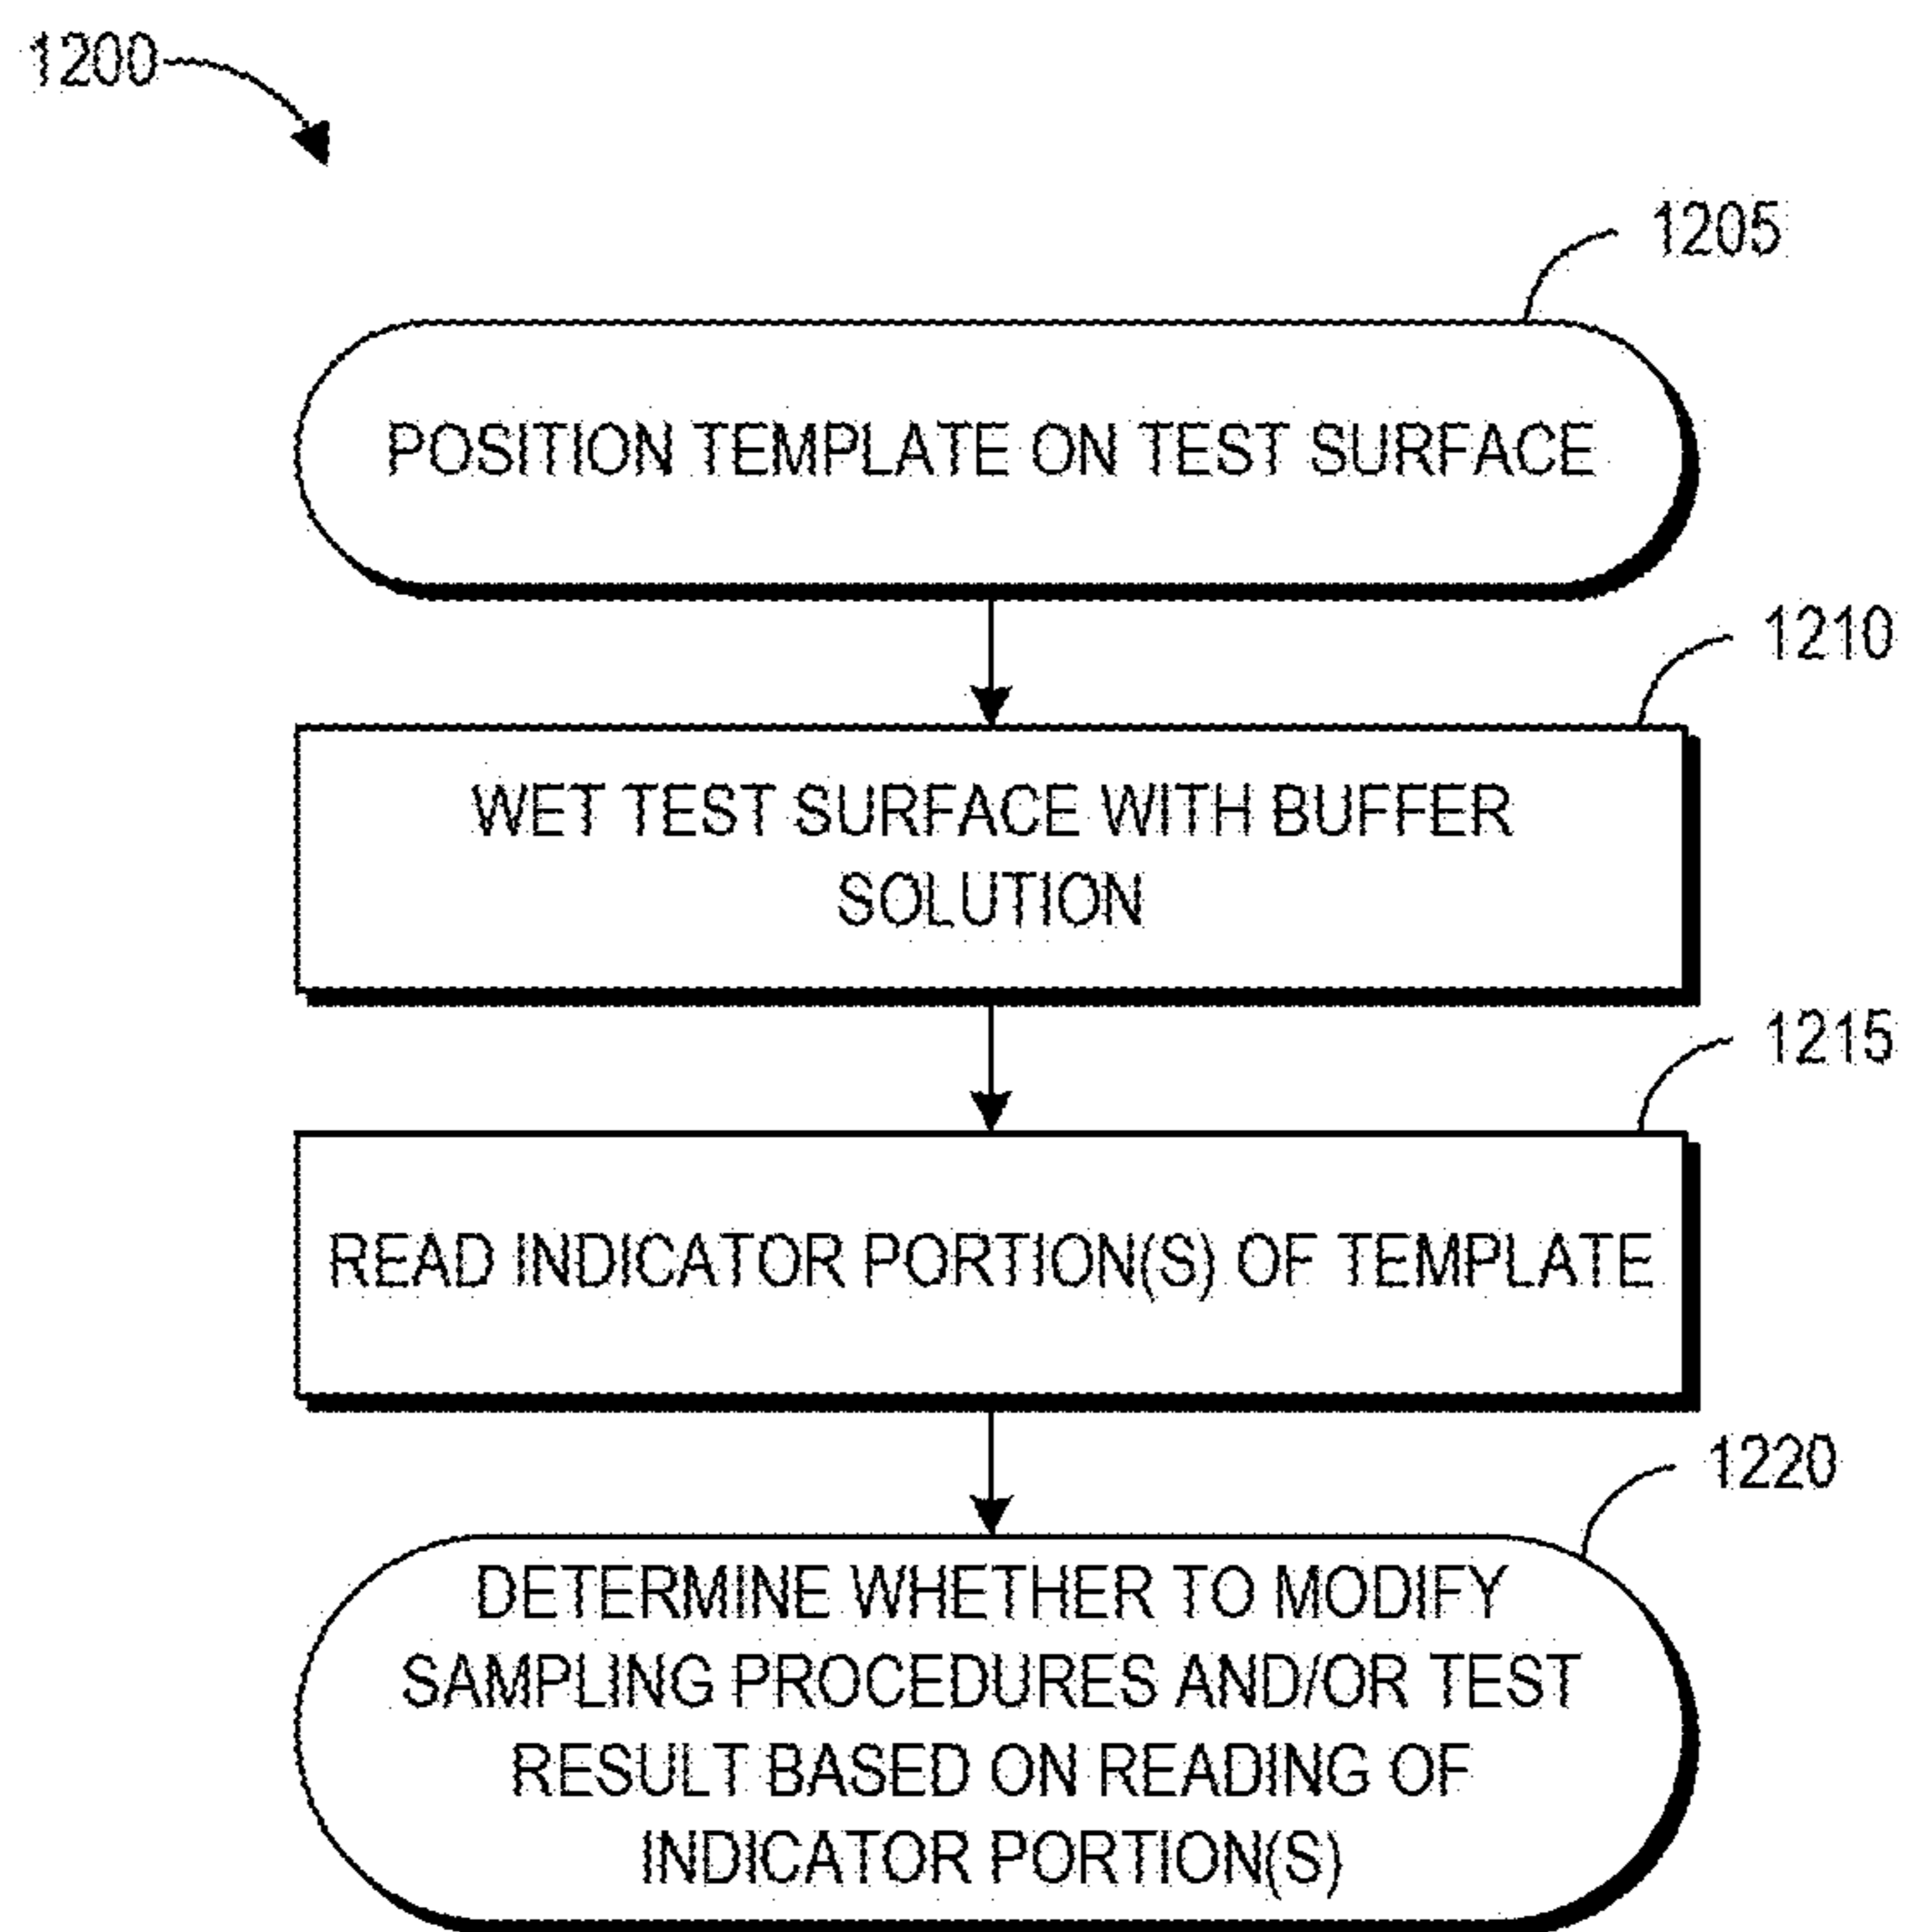 1200
1205
POSITION TEMPLATE ON TEST SURFACE
1210
WET TEST SURFACE WITH BUFFER
SOLUTION
1215
READ INDICATOR PORTION(S) OF TEMPLATE
1220
DETERMINE WHETHER TO MODIFY
SAMPLING PROCEDURES AND/OR TEST
RESULT BASED ON READING OF
INDICATOR PORTION(S)